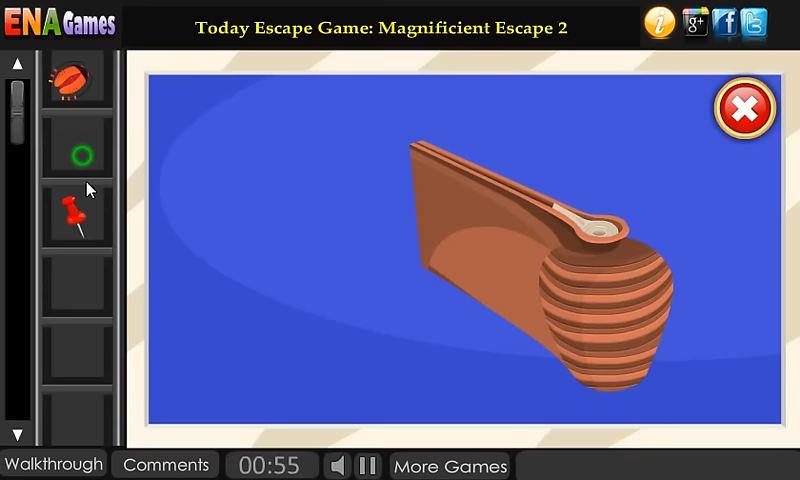 ENA Games
Today Escape Game: Magnificient Escape 2
i
g+
f
t
Walkthrough
Comments
00:55
More Games